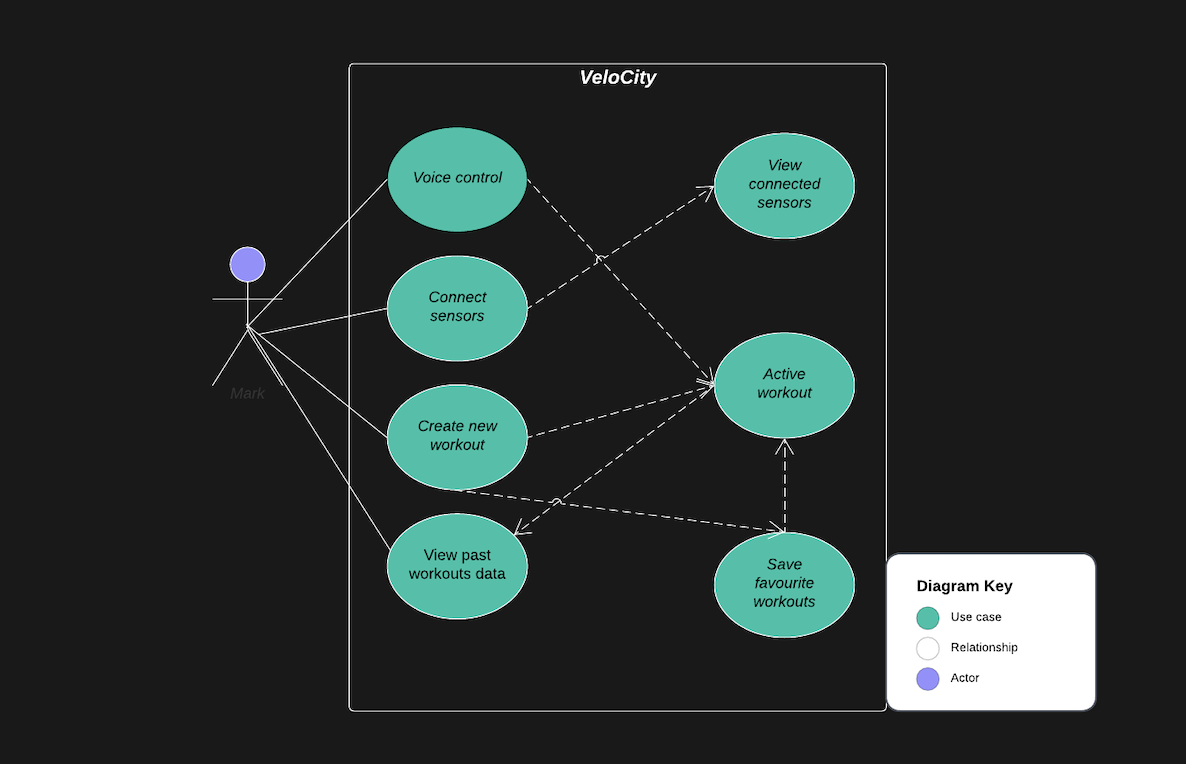 VeloCity
Voice control
View
connected
sensors
Connect
sensors
Mark
Active
workout
Create new
workout
View past
workouts data
Save
favourite
workouts
Diagram Key
Use case
Relationship
Actor